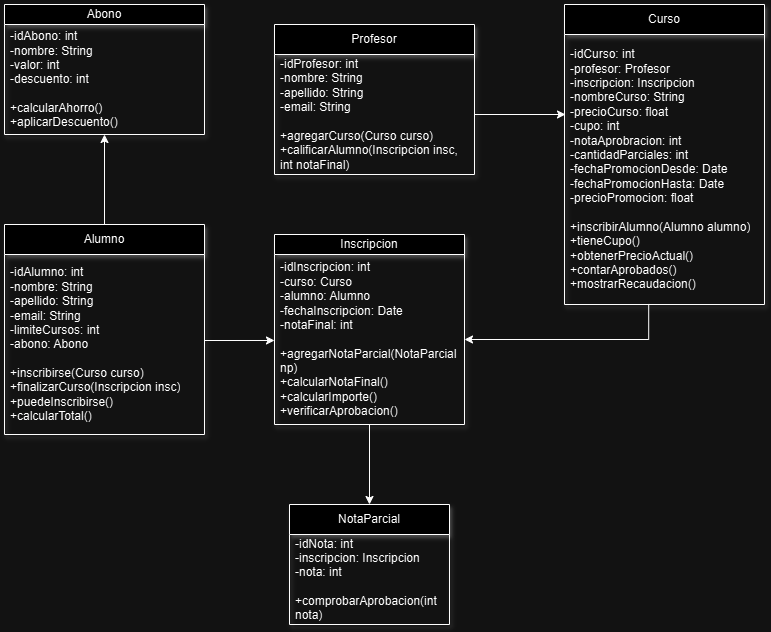 Abono
-idAbono: int
-nombre: String
-valor: int
-descuento: int
+calcularAhorro()
+aplicarDescuento()
Profesor
-idProfesor: int
-nombre: String
-apellido: String
-email: String
+agregarCurso(Curso curso)
+calificarAlumno(Inscripcion insc,
int notaFinal)
Curso
-idCurso: int
-profesor: Profesor
-inscripcion: Inscripcion
-nombreCurso: String
-precioCurso: float
-cupo: int
-notaAprobracion: int
-cantidadParciales: int
-fechaPromocionDesde: Date
-fechaPromocionHasta: Date
-precioPromocion: float
+inscribirAlumno(Alumno alumno)
+tieneCupo()
+obtenerPrecioActual()
+contarAprobados()
+mostrarRecaudacion()
Alumno
-idAlumno: int
-nombre: String
-apellido: String
-email: String
-limiteCursos: int
-abono: Abono
+inscribirse(Curso curso)
+finalizarCurso(Inscripcion insc)
+puedeInscribirse()
+calcularTotal()
Inscripcion
-idInscripcion: int
-curso: Curso
-alumno: Alumno
-fechaInscripcion: Date
-notaFinal: int
+agregarNotaParcial(NotaParcial
np)
+calcularNotaFinal()
+calcularImporte()
+verificarAprobacion()
NotaParcial
-idNota: int
-inscripcion: Inscripcion
-nota: int
+comprobarAprobacion(int
nota)